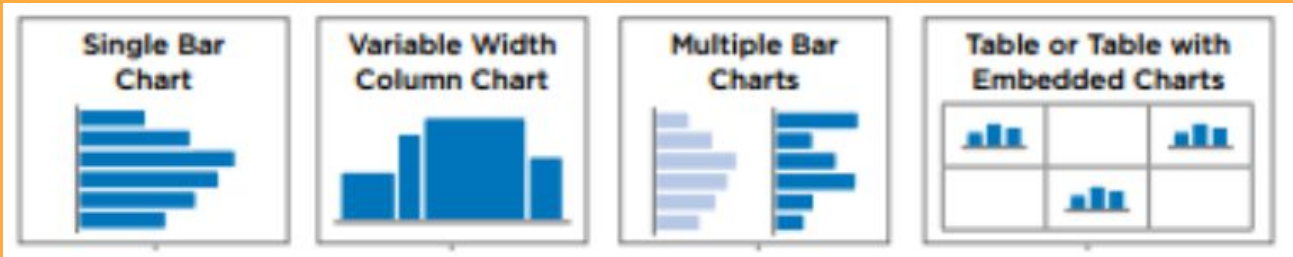 Single Bar
Chart
Variable Width
Column Chart
Multiple Bar
Charts
Table or Table with
Embedded Charts